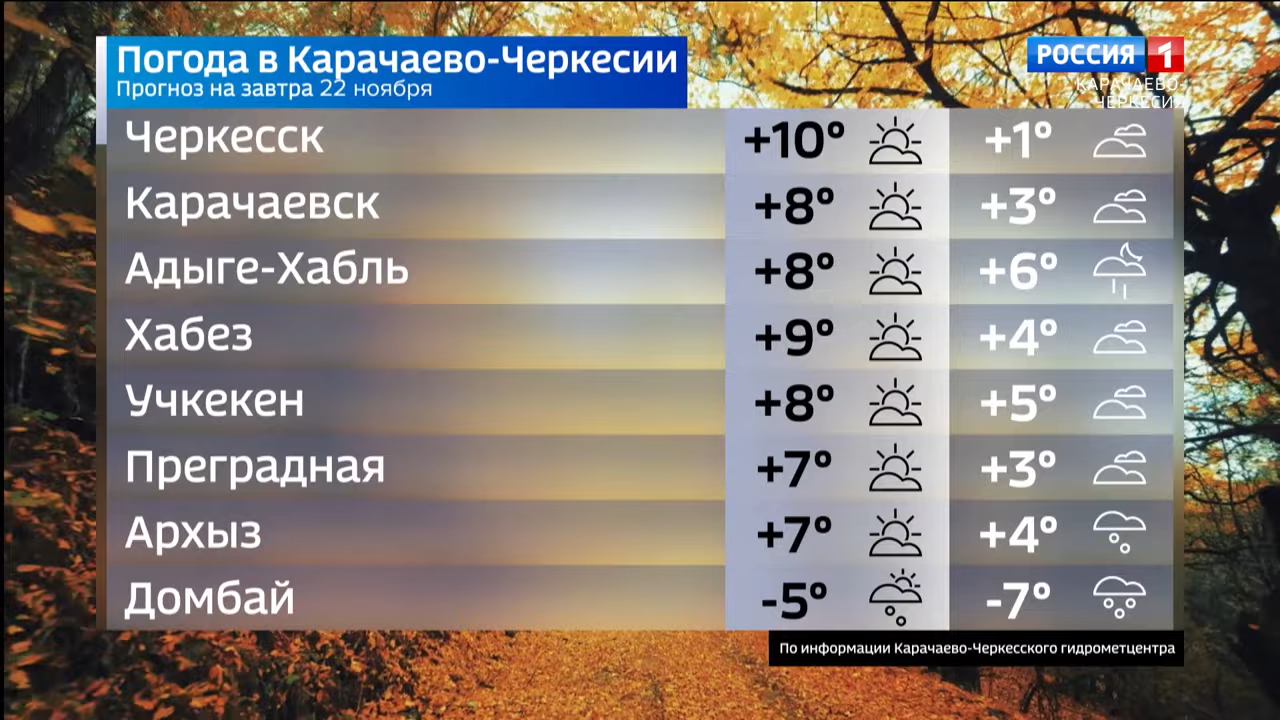 Погода в Карачаево-Черкесии
Прогноз на завтра 22 ноября
РОССИЯ 1
КАРАЧАЕВО-
ЧЕРКЕСИЯ
Черкесск +10° +1°
Карачаевск +8° +3°
Адыге-Хабль +8° +6°
Хабез +9° +4°
Учкекен +8° +5°
Преградная +7° +3°
Архыз +7° +4°
Домбай -5° -7°
По информации Карачаево-Черкесского гидрометцентра